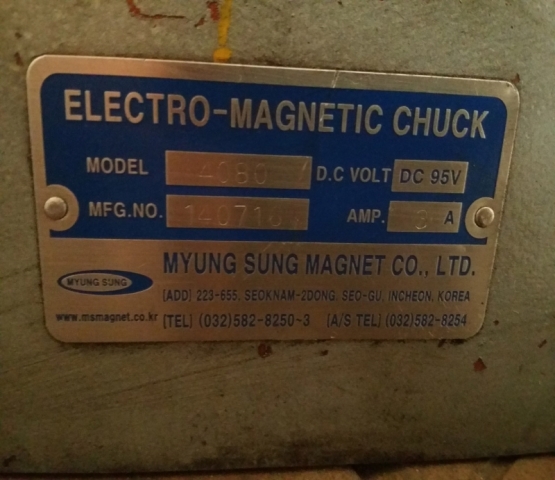 ELECTRO-MAGNETIC CHUCK
MODEL 4080 D.C VOLT DC 95V
MFG.NO. AMP. A
MYUNG SUNG MAGNET CO., LTD.
MYUNG SUNG
[ADD] 223-655, SEOKNAM-2DONG, SEO-GU, INCHEON, KOREA
www.msmagnet.co.kr [TEL] (032)582-8250~3 [A/S TEL] (032)582-8254